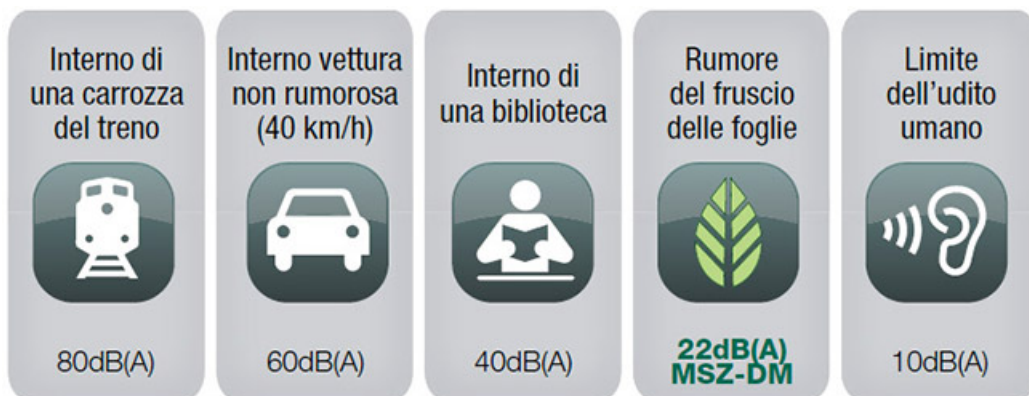 Interno di
una carrozza
del treno
80dB(A)
Interno vettura
non rumorosa
(40 km/h)
60dB(A)
Interno di
una biblioteca
40dB(A)
Rumore
del fruscio
delle foglie
22dB(A)
MSZ-DM
Limite
dell'udito
umano
10dB(A)